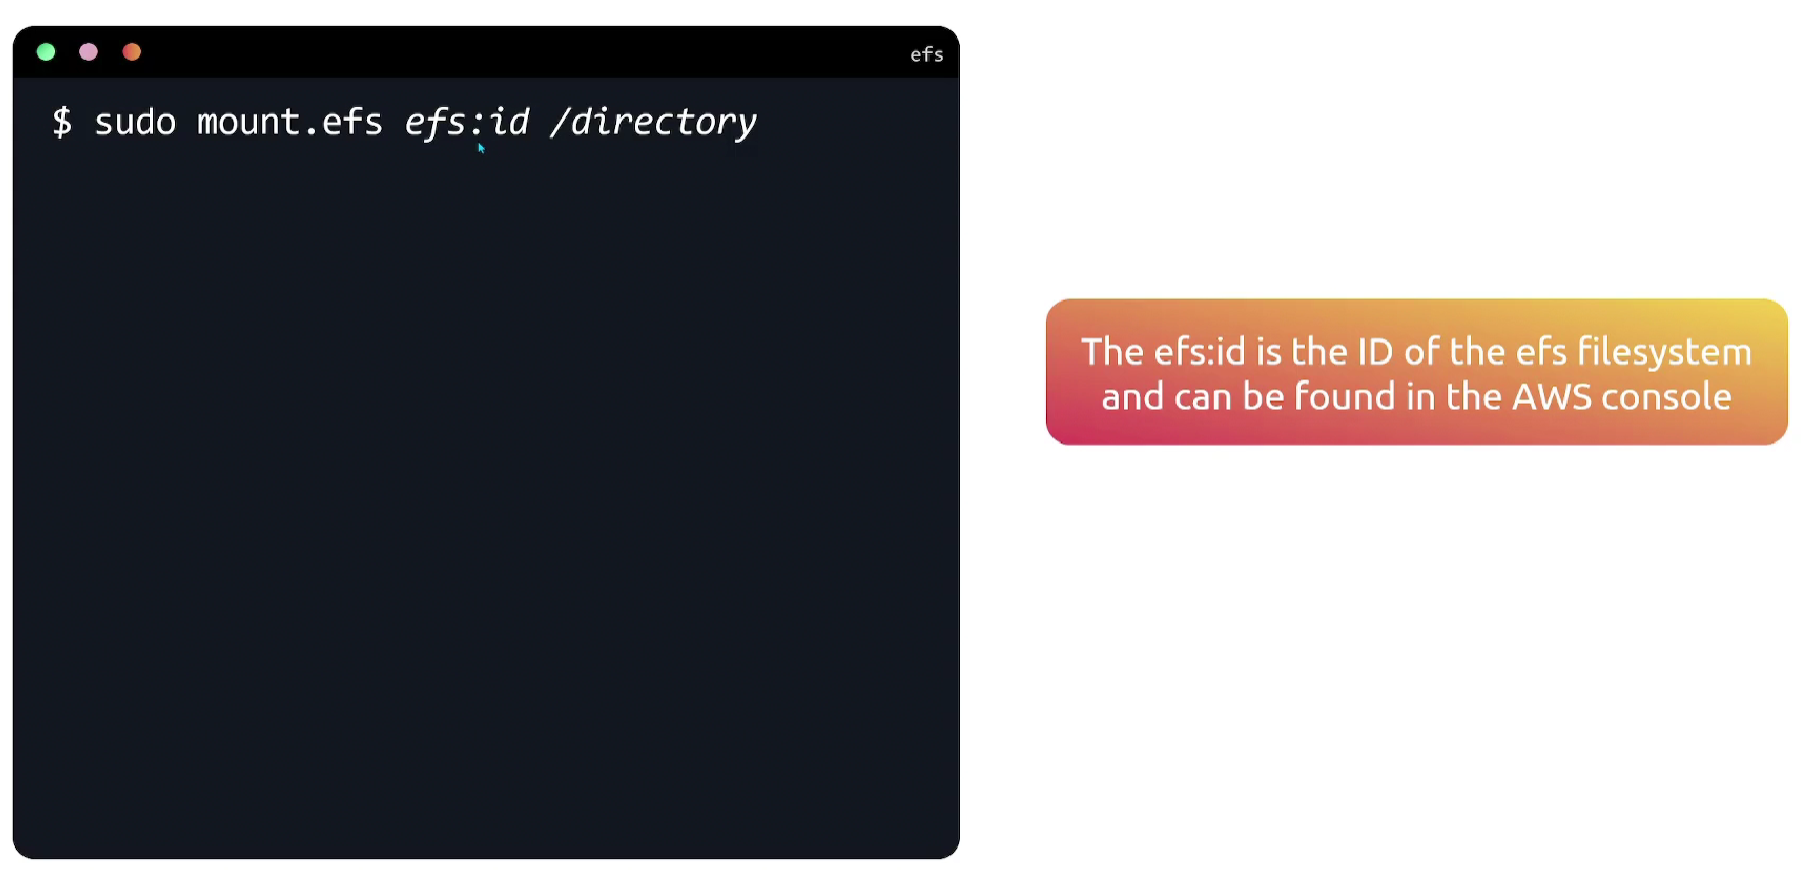 efs
$ sudo mount.efs efs:id /directory
The efs:id is the ID of the efs filesystem
and can be found in the AWS console